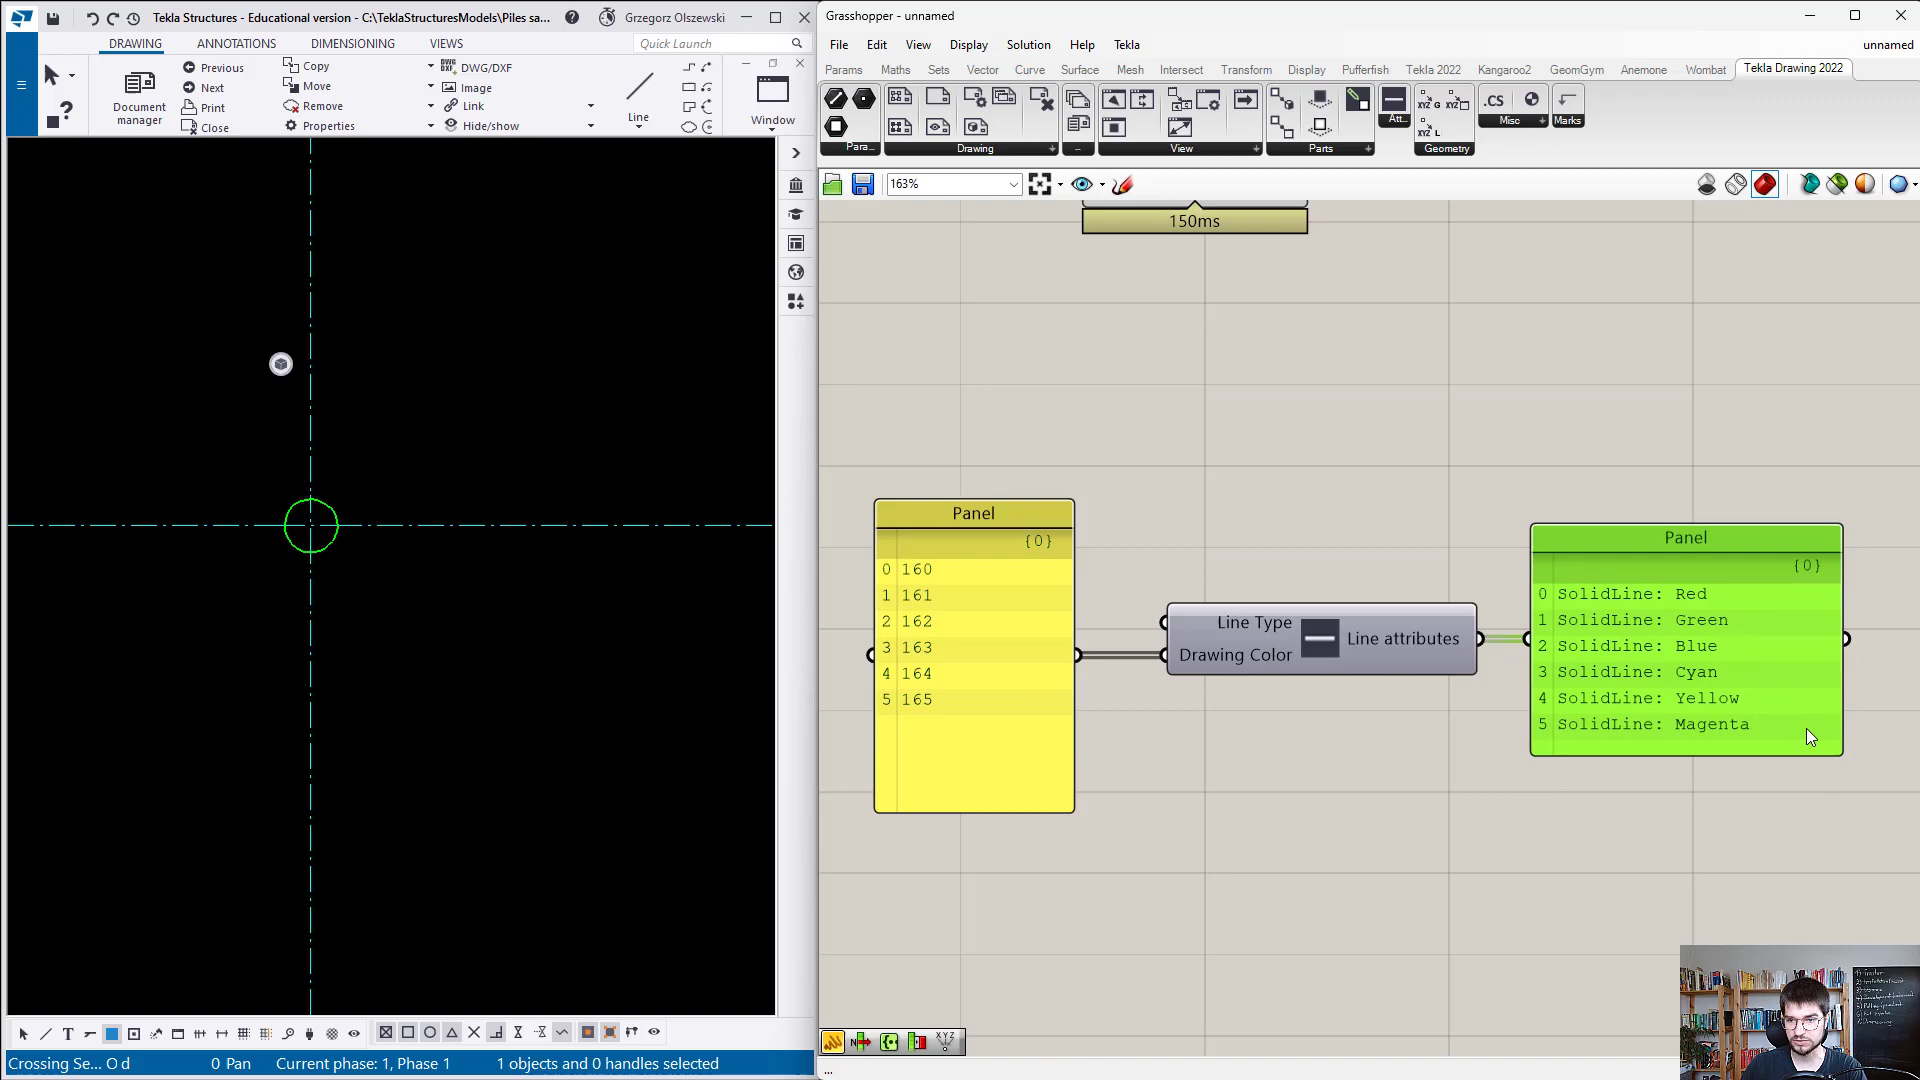 Tekla Structures - Educational version - C:\TeklaStructuresModels\Piles sa...
Grzegorz Olszewski
DRAWING
ANNOTATIONS
DIMENSIONING
VIEWS
Quick Launch
Document manager
Previous
Next
Print
Close
Copy
Move
Remove
Properties
DWG/DXF
Image
Link
Hide/show
Line
Window
Crossing Se... O d
0 Pan
Current phase: 1, Phase 1
1 objects and 0 handles selected
Grasshopper - unnamed
File Edit View Display Solution Help Tekla
unnamed
Params Maths Sets Vector Curve Surface Mesh Intersect Transform Display Pufferfish Tekla 2022 Kangaroo2 GeomGym Anemone Wombat Tekla Drawing 2022
.CS
XYZ G
XYZ L
Para...
Drawing
View
Parts
Att..
Geometry
Misc
Marks
163%
150ms
Panel
{0}
0 160
1 161
2 162
3 163
4 164
5 165
Line Type
Drawing Color
Line attributes
Panel
{0}
0 SolidLine: Red
1 SolidLine: Green
2 SolidLine: Blue
3 SolidLine: Cyan
4 SolidLine: Yellow
5 SolidLine: Magenta
XYZ
...